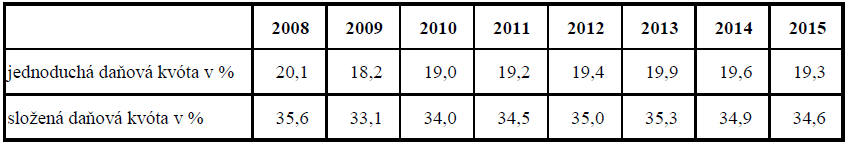 2008 2009 2010 2011 2012 2013 2014 2015
jednoduchá daňová kvóta v % 20,1 18,2 19,0 19,2 19,4 19,9 19,6 19,3
složená daňová kvóta v % 35,6 33,1 34,0 34,5 35,0 35,3 34,9 34,6